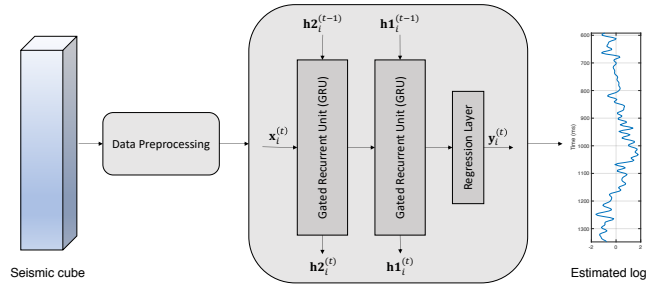 Seismic cube
Data Preprocessing
h2_i^{(t-1)}
h1_i^{(t-1)}
x_i^{(t)}
Gated Recurrent Unit (GRU)
Gated Recurrent Unit (GRU)
Regression Layer
y_i^{(t)}
h2_i^{(t)}
h1_i^{(t)}
600
700
800
900
1000
1100
1200
1300
Time (ms)
-2 0 2
Estimated log